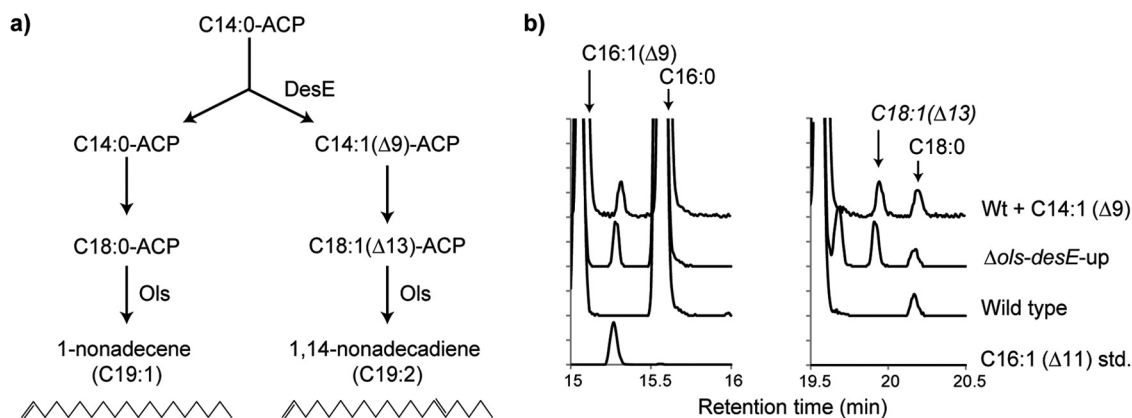 a)
C14:0-ACP
DesE
C14:0-ACP
C14:1(Δ9)-ACP
C18:0-ACP
C18:1(Δ13)-ACP
Ols
Ols
1-nonadecene
(C19:1)
1,14-nonadecadiene
(C19:2)
b)
C16:1(Δ9)
C16:0
C18:1(Δ13)
C18:0
Wt + C14:1 (Δ9)
Δols-desE-up
Wild type
C16:1 (Δ11) std.
15 15.5 16
19.5 20 20.5
Retention time (min)